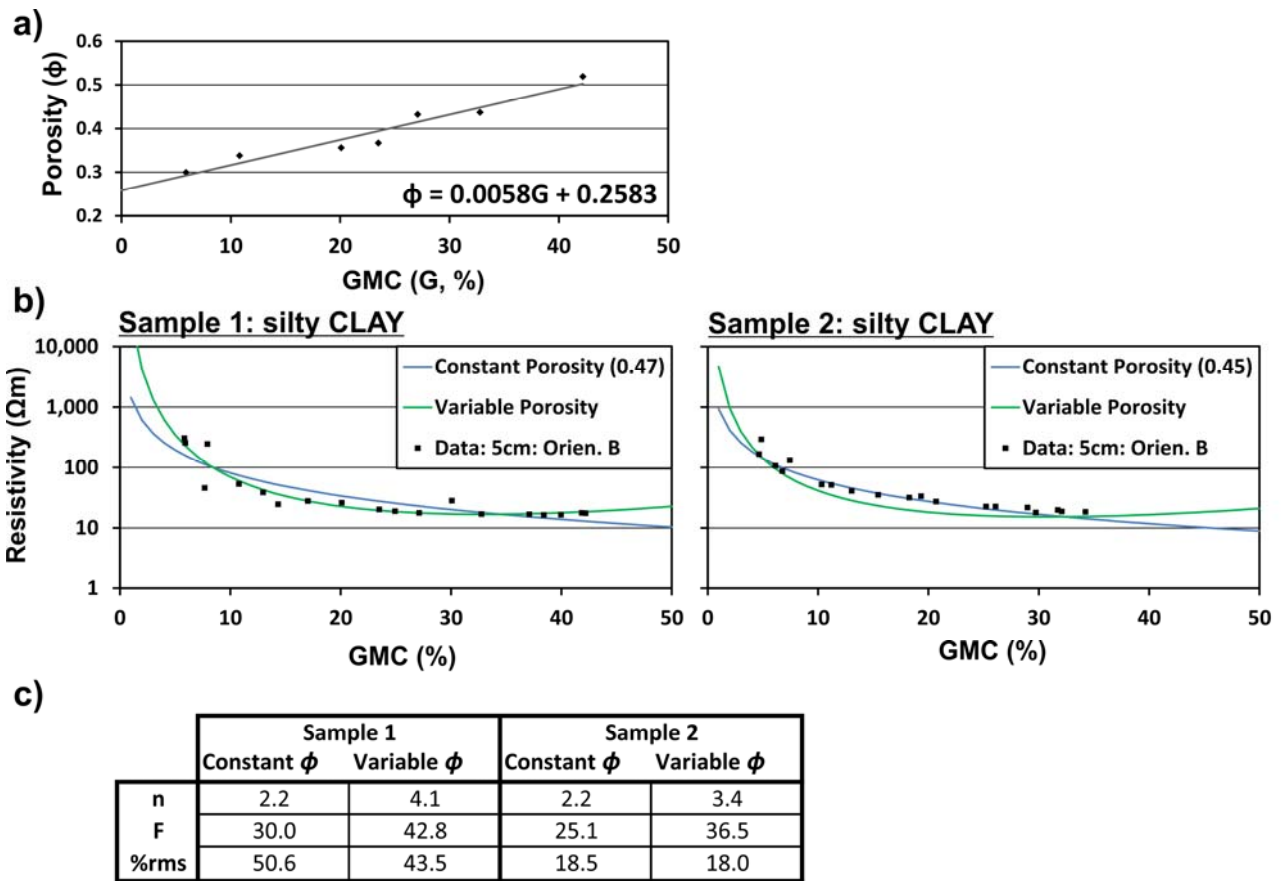 a)
Porosity (ϕ)
0.6
0.5
0.4
0.3
0.2
0 10 20 30 40 50
ϕ = 0.0058G + 0.2583
GMC (G, %)
b)
Sample 1: silty CLAY
Resistivity (Ωm)
10,000
1,000
100
10
1
0 10 20 30 40 50
Constant Porosity (0.47)
Variable Porosity
Data: 5cm: Orien. B
GMC (%)
Sample 2: silty CLAY
Constant Porosity (0.45)
Variable Porosity
Data: 5cm: Orien. B
0 10 20 30 40 50
GMC (%)
c)
Sample 1 Sample 2
Constant ϕ Variable ϕ Constant ϕ Variable ϕ
n 2.2 4.1 2.2 3.4
F 30.0 42.8 25.1 36.5
%rms 50.6 43.5 18.5 18.0